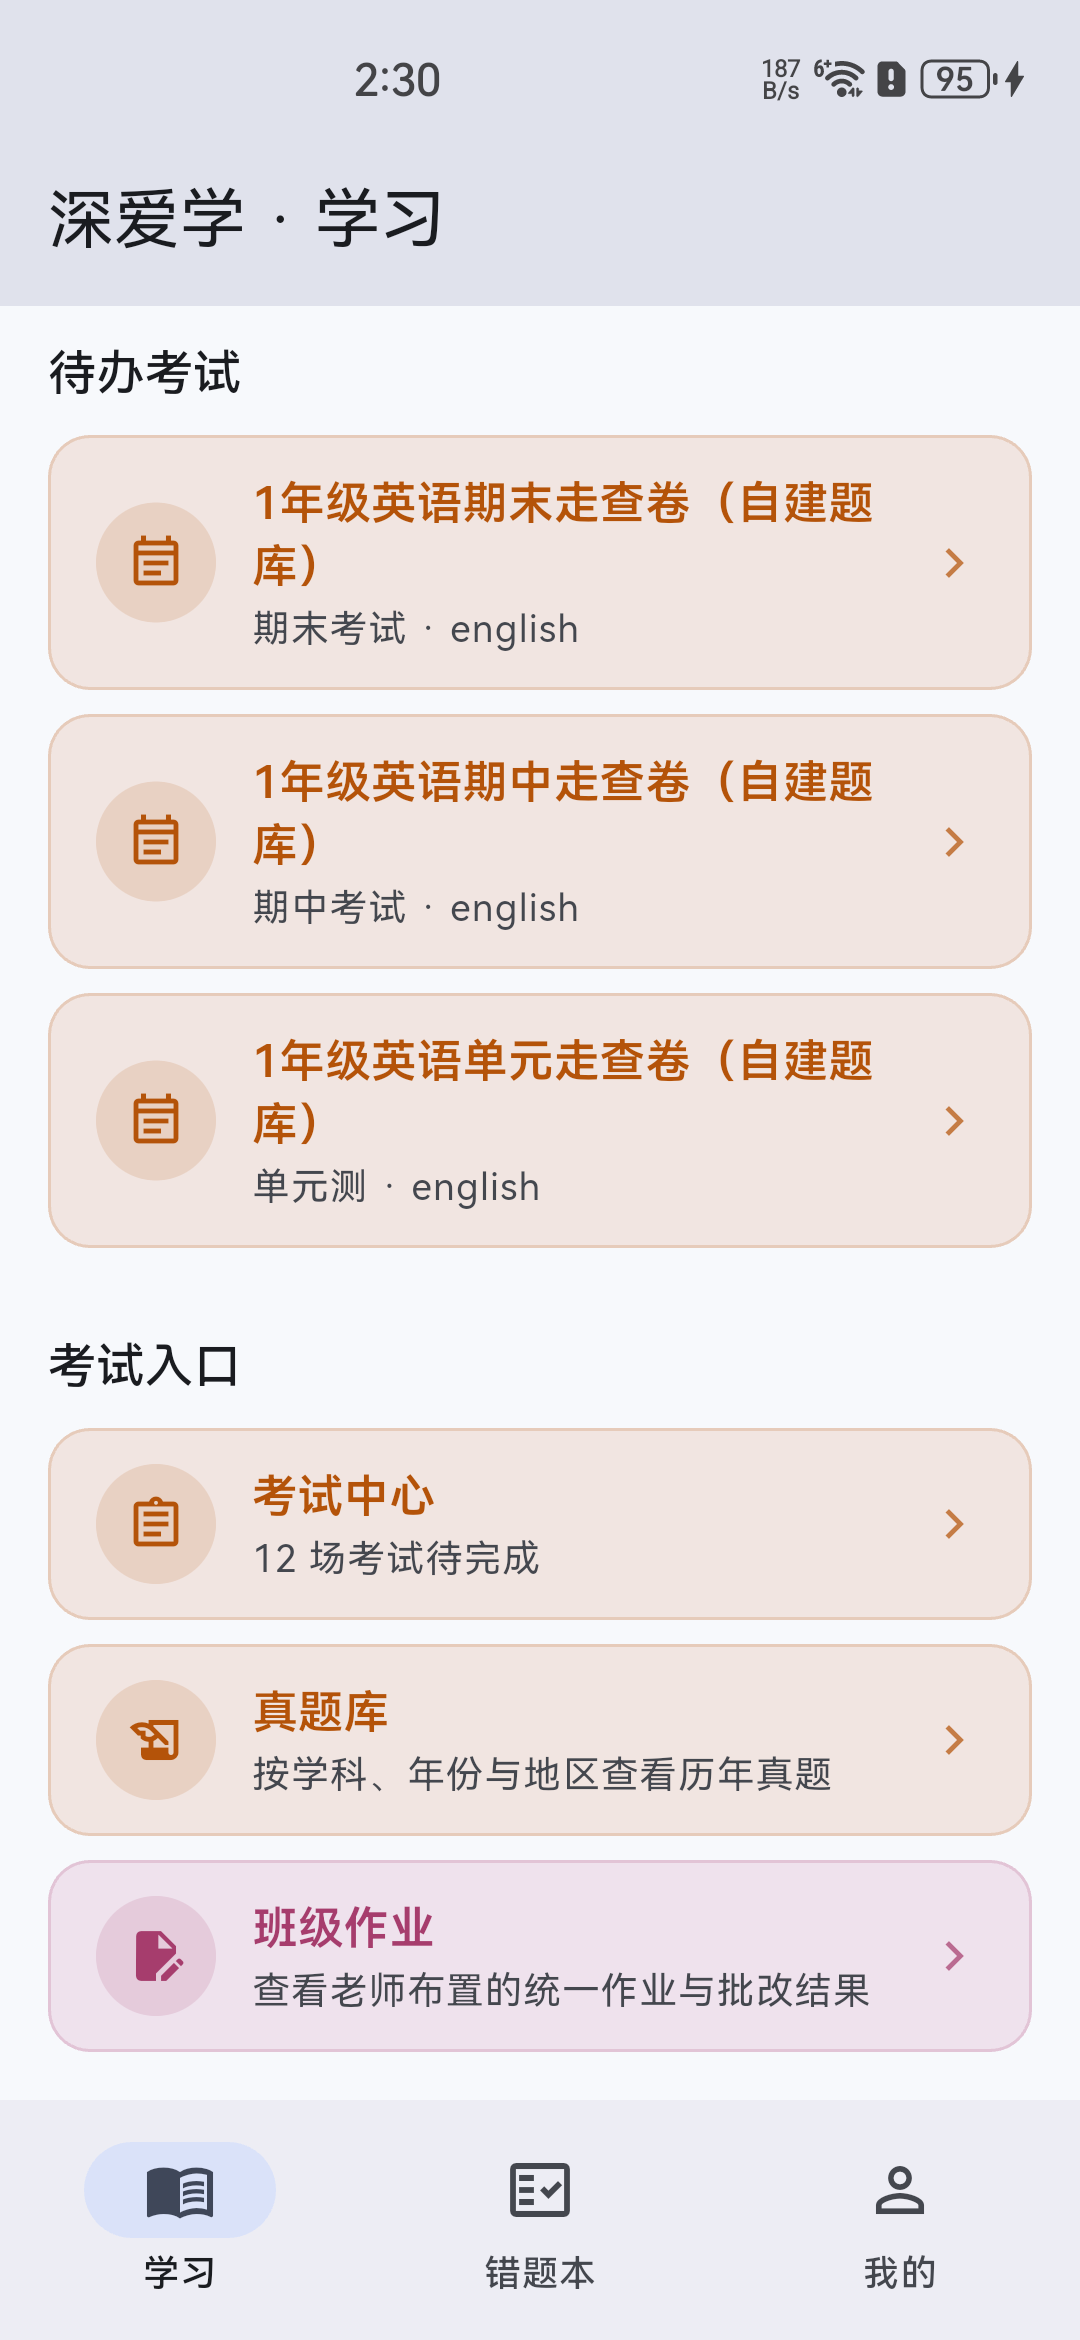 2:30
187
B/s
6+
95
深爱学 · 学习
待办考试
1年级英语期末走查卷（自建题
库）
期末考试 · english
1年级英语期中走查卷（自建题
库）
期中考试 · english
1年级英语单元走查卷（自建题
库）
单元测 · english
考试入口
考试中心
12 场考试待完成
真题库
按学科、年份与地区查看历年真题
班级作业
查看老师布置的统一作业与批改结果
学习
错题本
我的